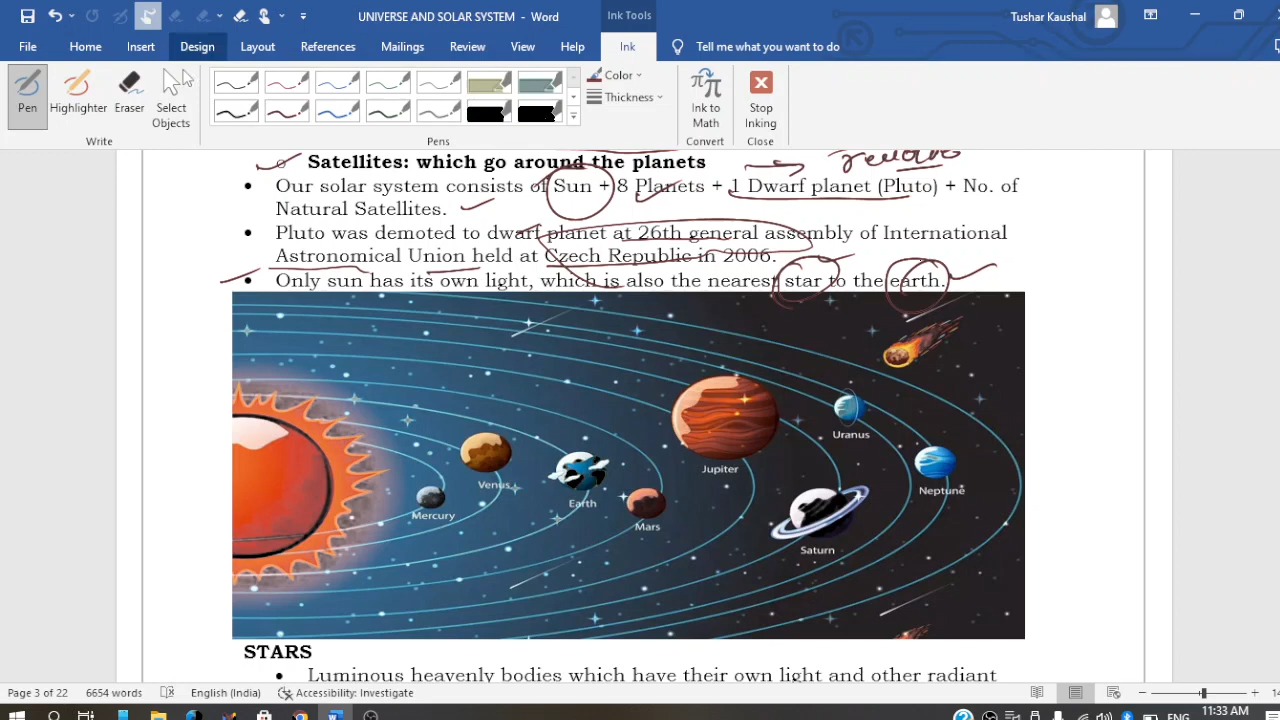 UNIVERSE AND SOLAR SYSTEM - Word
Ink Tools
Tushar Kaushal
File Home Insert Design Layout References Mailings Review View Help Ink Tell me what you want to do
Pen
Highlighter
Eraser
Select Objects
Color
Thickness
Ink to Math
Stop Inking
Write
Pens
Convert
Close
Satellites: which go around the planets
• Our solar system consists of Sun + 8 Planets + 1 Dwarf planet (Pluto) + No. of
Natural Satellites.
• Pluto was demoted to dwarf planet at 26th general assembly of International
Astronomical Union held at Czech Republic in 2006.
• Only sun has its own light, which is also the nearest star to the earth.
Uranus
Jupiter
Venus
Neptune
Earth
Mercury
Mars
Saturn
STARS
• Luminous heavenly bodies which have their own light and other radiant
Page 3 of 22 6654 words English (India) Accessibility: Investigate
ENG
11:33 AM